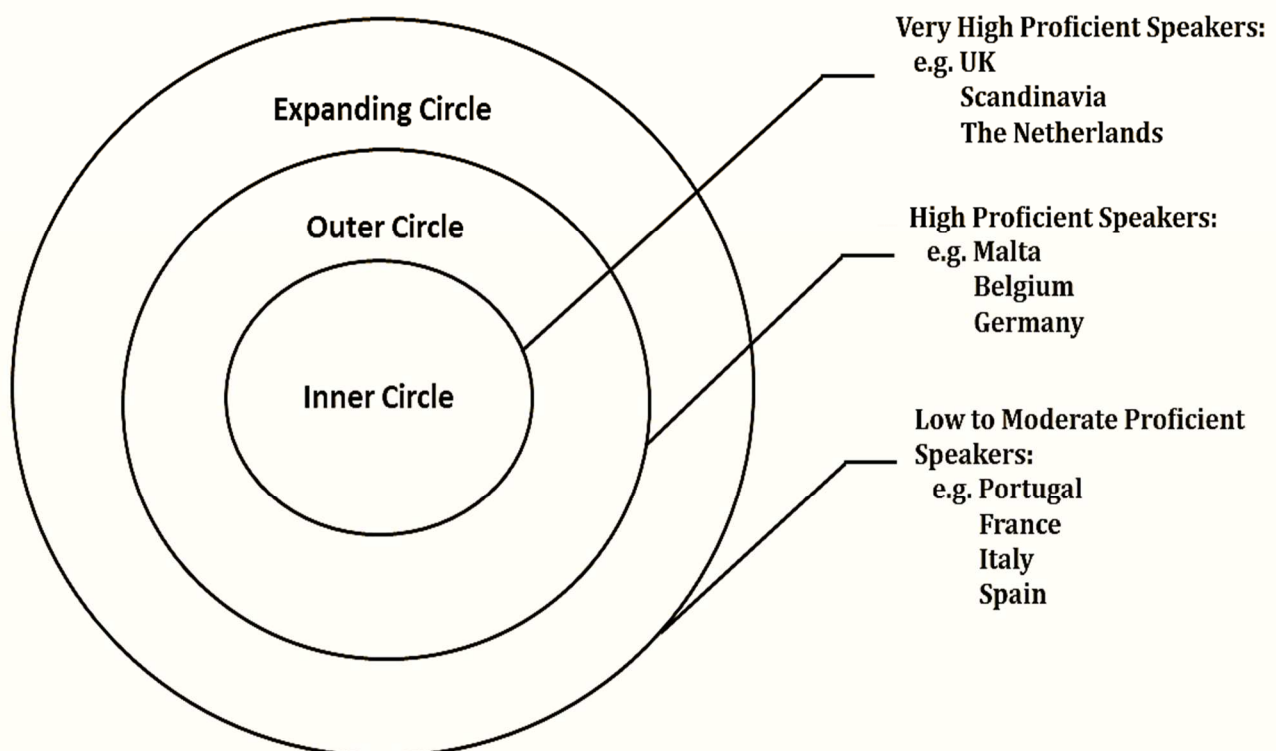 Expanding Circle
Outer Circle
Inner Circle
Very High Proficient Speakers:
e.g. UK
Scandinavia
The Netherlands
High Proficient Speakers:
e.g. Malta
Belgium
Germany
Low to Moderate Proficient
Speakers:
e.g. Portugal
France
Italy
Spain